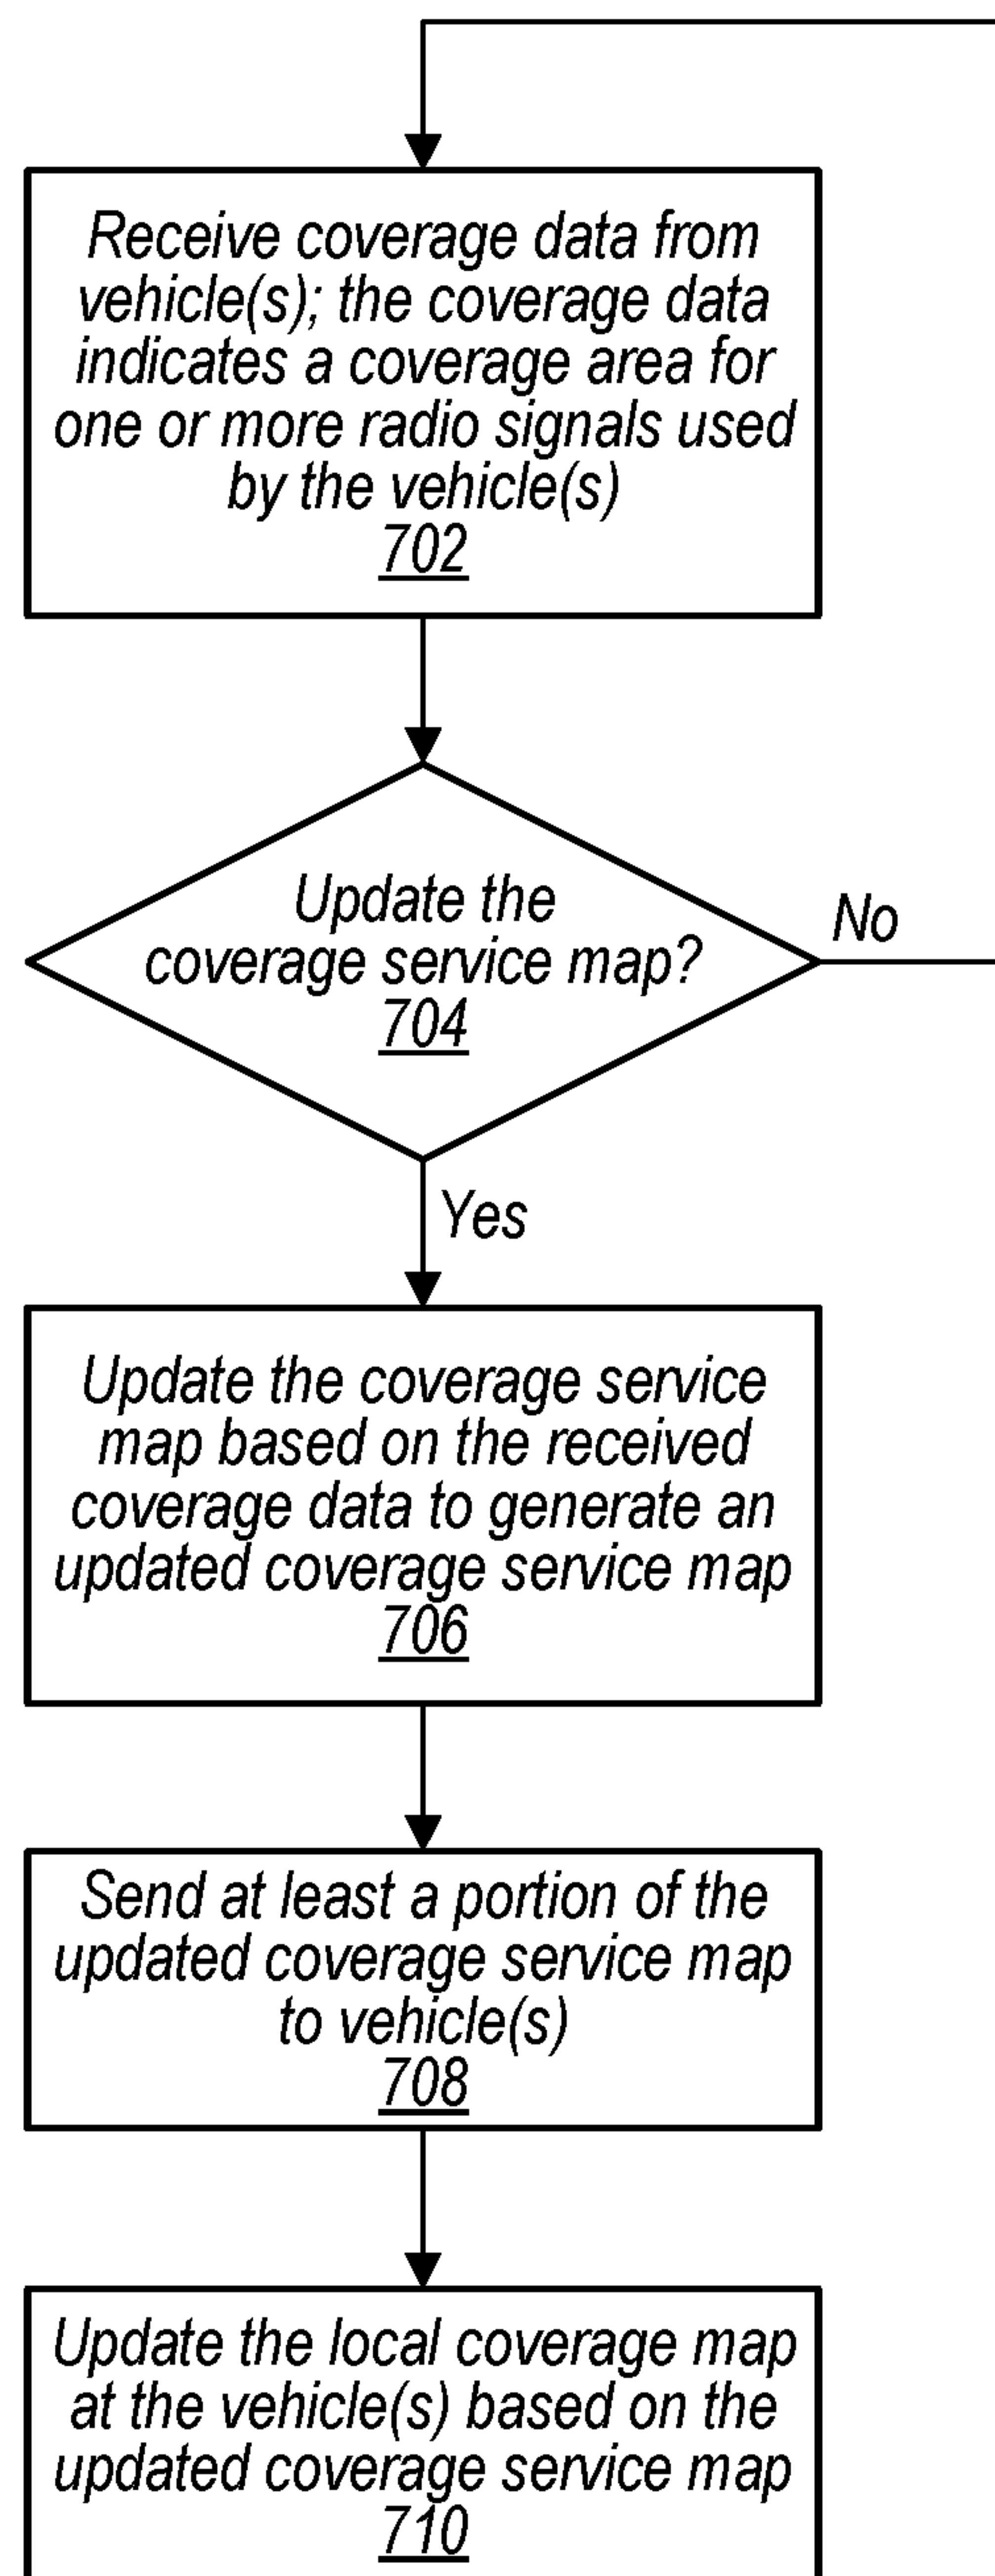 Receive coverage data from
vehicle(s); the coverage data
indicates a coverage area for
one or more radio signals used
by the vehicle(s)
702
Update the
coverage service map?
704
No
Yes
Update the coverage service
map based on the received
coverage data to generate an
updated coverage service map
706
Send at least a portion of the
updated coverage service map
to vehicle(s)
708
Update the local coverage map
at the vehicle(s) based on the
updated coverage service map
710